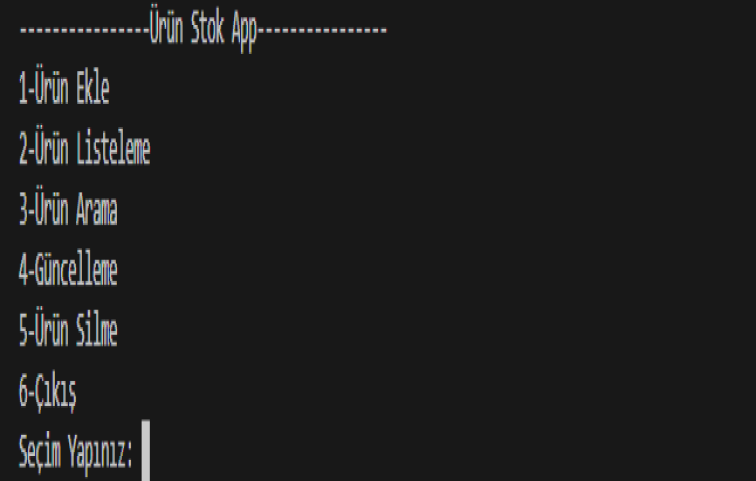 ----------------Ürün Stok App----------------
1-Ürün Ekle
2-Ürün Listeleme
3-Ürün Arama
4-Güncelleme
5-Ürün Silme
6-Çıkış
Seçim Yapınız: